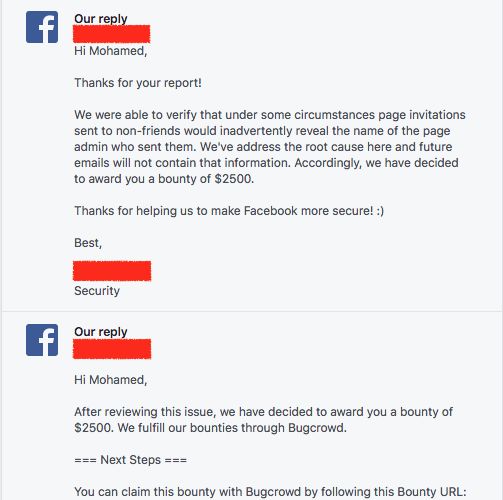 Our reply
Hi Mohamed,
Thanks for your report!
We were able to verify that under some circumstances page invitations
sent to non-friends would inadvertently reveal the name of the page
admin who sent them. We've address the root cause here and future
emails will not contain that information. Accordingly, we have decided
to award you a bounty of $2500.
Thanks for helping us to make Facebook more secure! :)
Best,
Security
Our reply
Hi Mohamed,
After reviewing this issue, we have decided to award you a bounty of
$2500. We fulfill our bounties through Bugcrowd.
=== Next Steps ===
You can claim this bounty with Bugcrowd by following this Bounty URL: